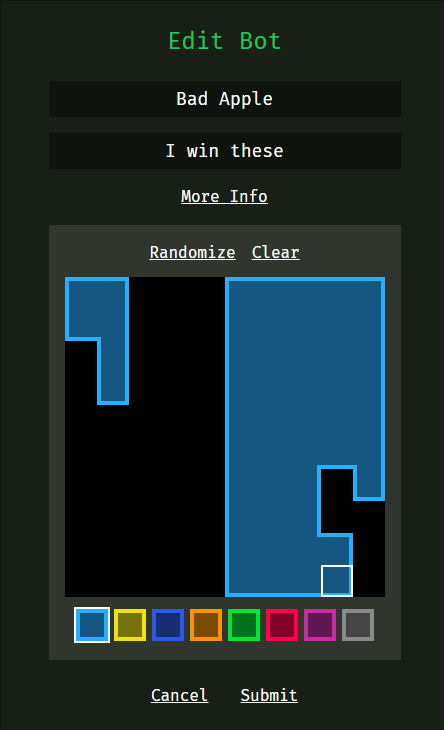 Edit Bot
Bad Apple
I win these
More Info
Randomize Clear
Cancel Submit